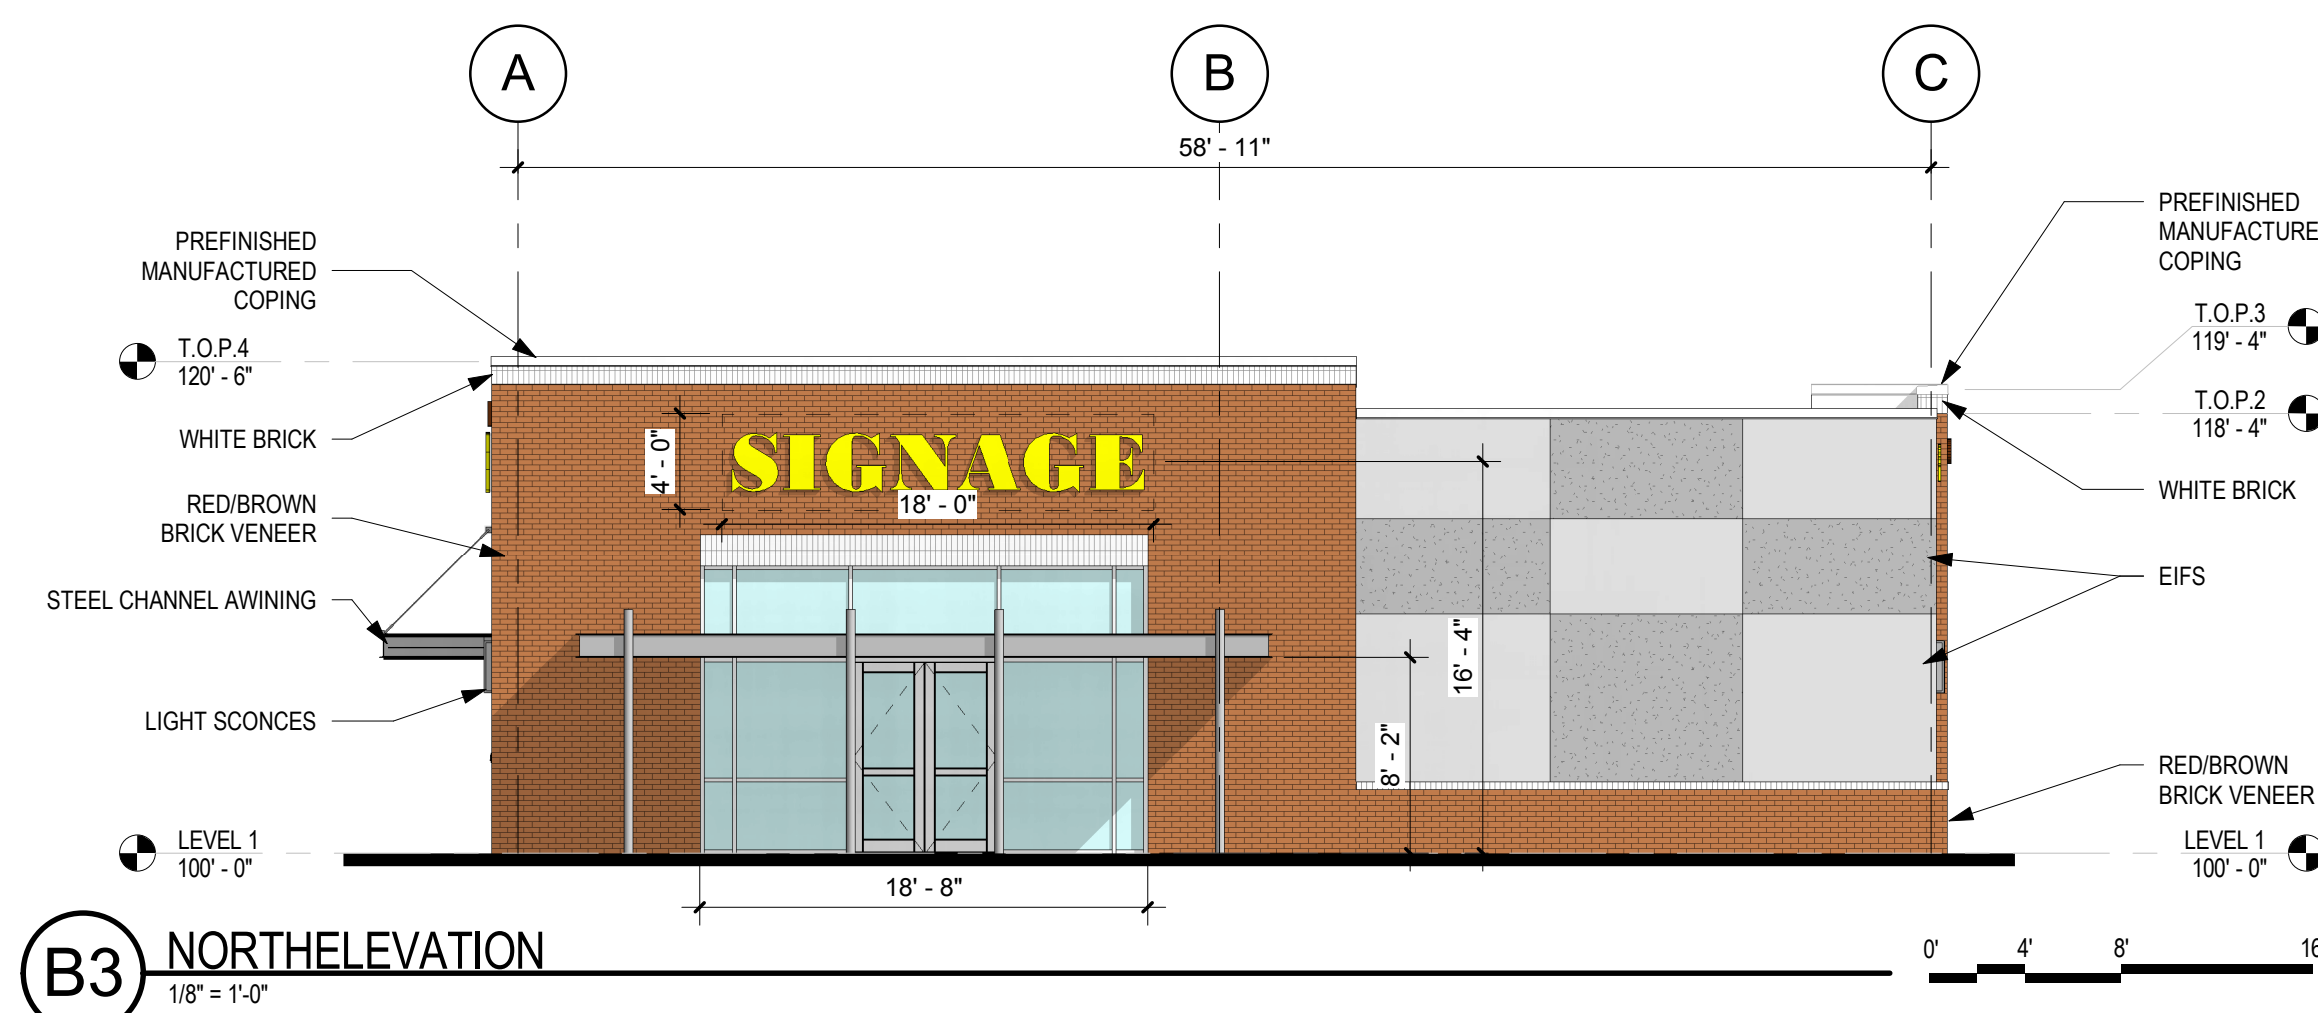 A
B
C
58' - 11"
PREFINISHED
MANUFACTURED
COPING
T.O.P.4
120' - 6"
WHITE BRICK
RED/BROWN
BRICK VENEER
STEEL CHANNEL AWINING
LIGHT SCONCES
LEVEL 1
100' - 0"
4' - 0"
SIGNAGE
18' - 0"
16' - 4"
8' - 2"
18' - 8"
PREFINISHED
MANUFACTURE
COPING
T.O.P.3
119' - 4"
T.O.P.2
118' - 4"
WHITE BRICK
EIFS
RED/BROWN
BRICK VENEER
LEVEL 1
100' - 0"
B3
NORTHELEVATION
1/8" = 1'-0"
0' 4' 8' 16